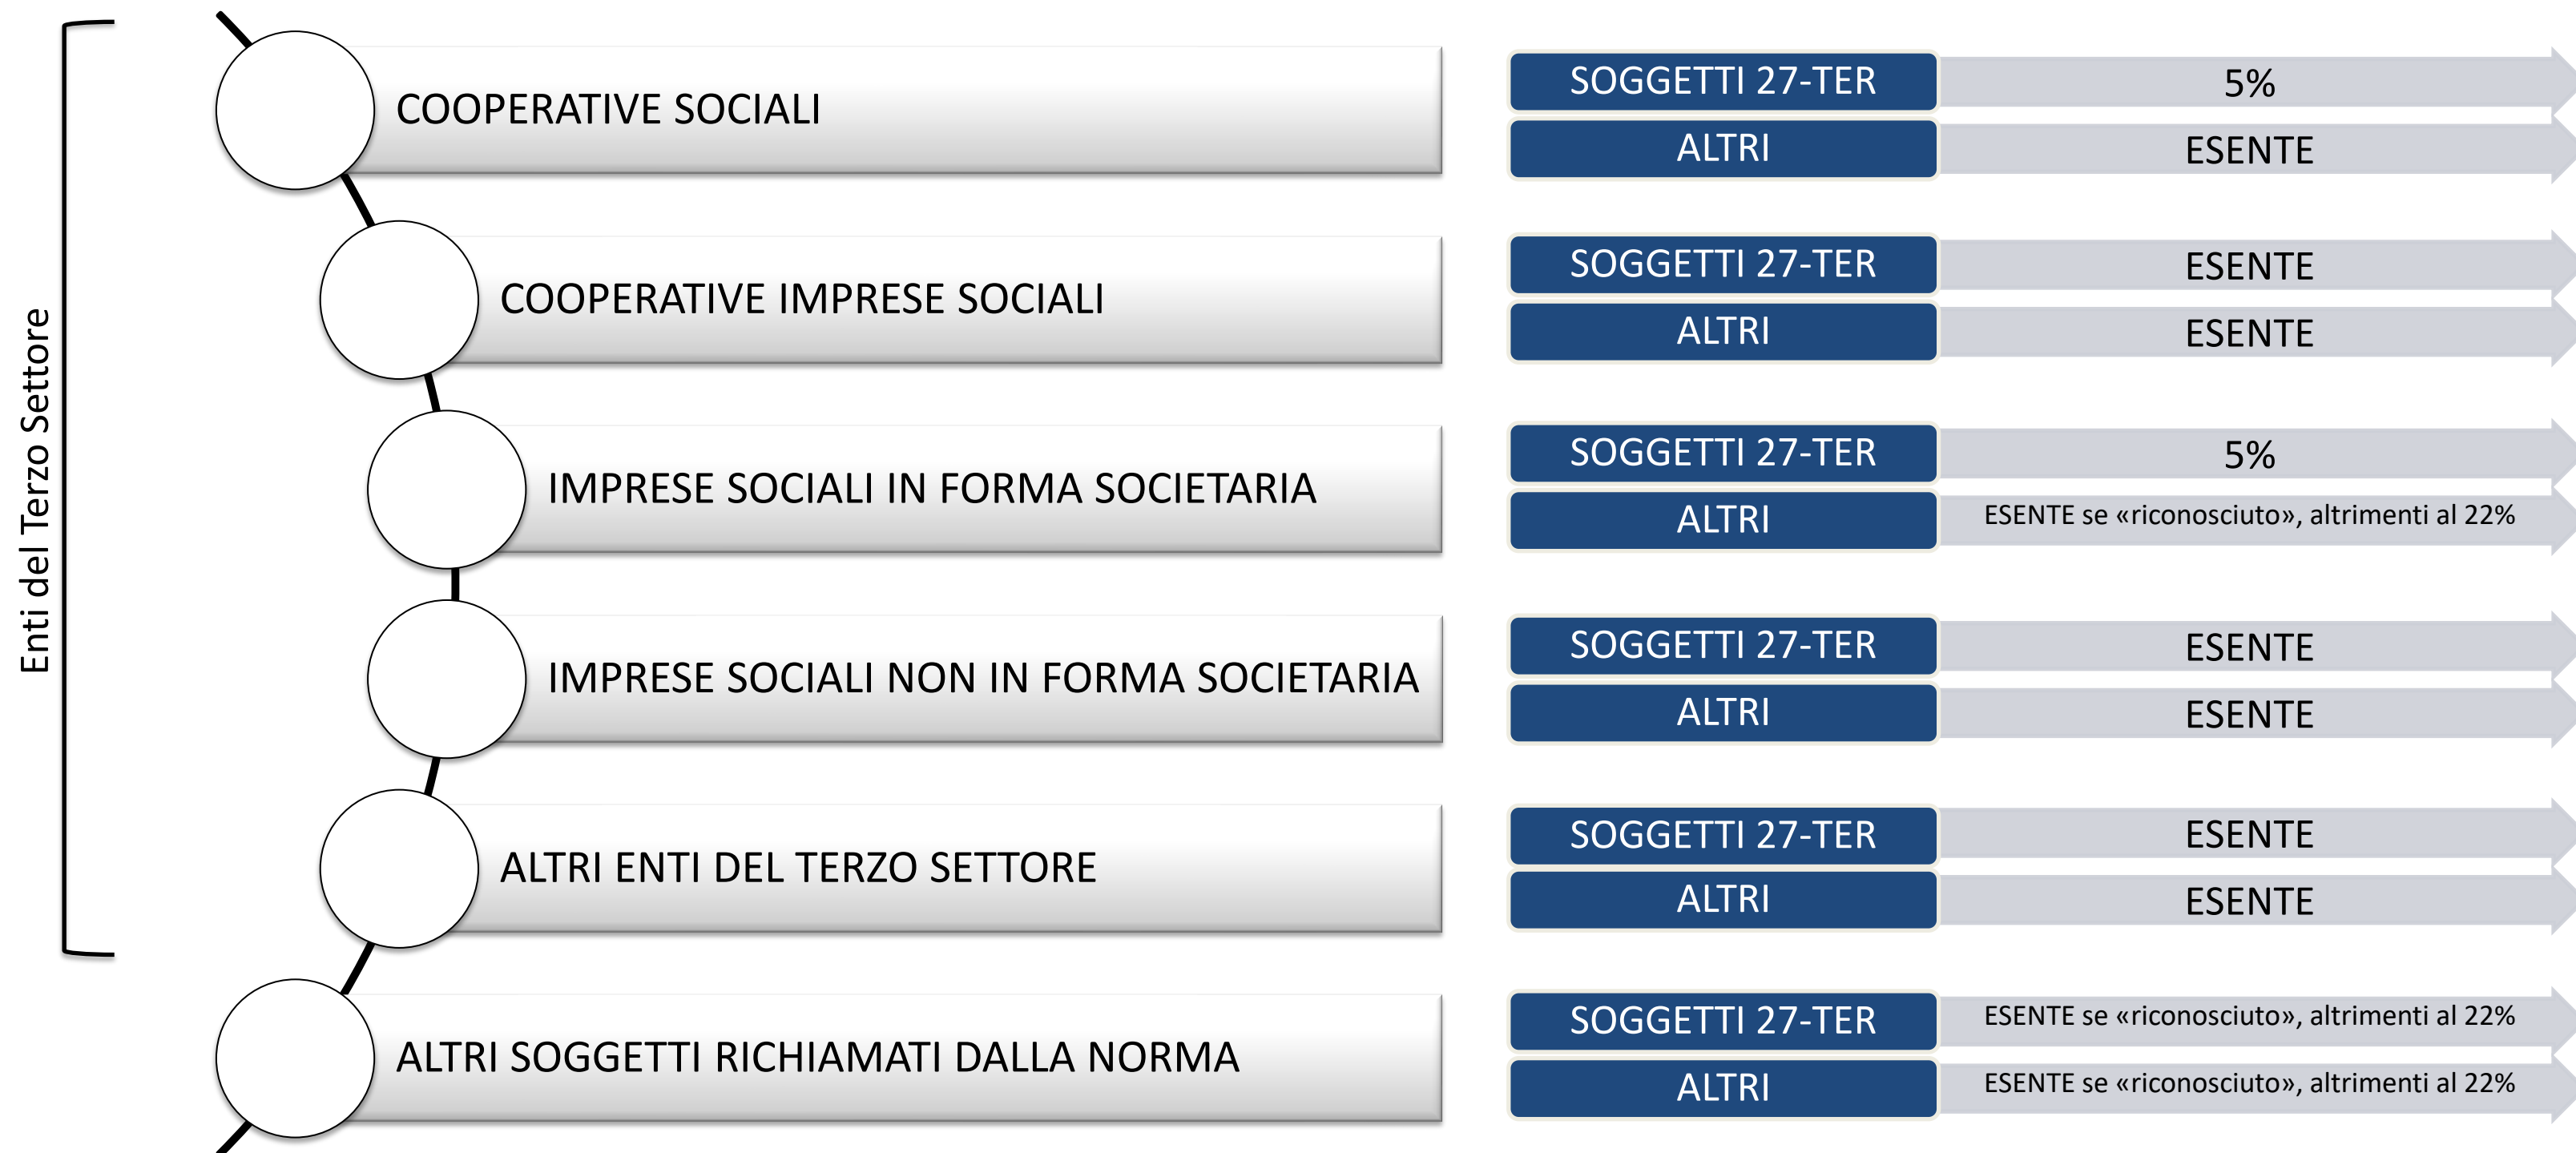 Enti del Terzo Settore
COOPERATIVE SOCIALI
SOGGETTI 27-TER
5%
ALTRI
ESENTE
COOPERATIVE IMPRESE SOCIALI
SOGGETTI 27-TER
ESENTE
ALTRI
ESENTE
IMPRESE SOCIALI IN FORMA SOCIETARIA
SOGGETTI 27-TER
5%
ALTRI
ESENTE se «riconosciuto», altrimenti al 22%
IMPRESE SOCIALI NON IN FORMA SOCIETARIA
SOGGETTI 27-TER
ESENTE
ALTRI
ESENTE
ALTRI ENTI DEL TERZO SETTORE
SOGGETTI 27-TER
ESENTE
ALTRI
ESENTE
ALTRI SOGGETTI RICHIAMATI DALLA NORMA
SOGGETTI 27-TER
ESENTE se «riconosciuto», altrimenti al 22%
ALTRI
ESENTE se «riconosciuto», altrimenti al 22%